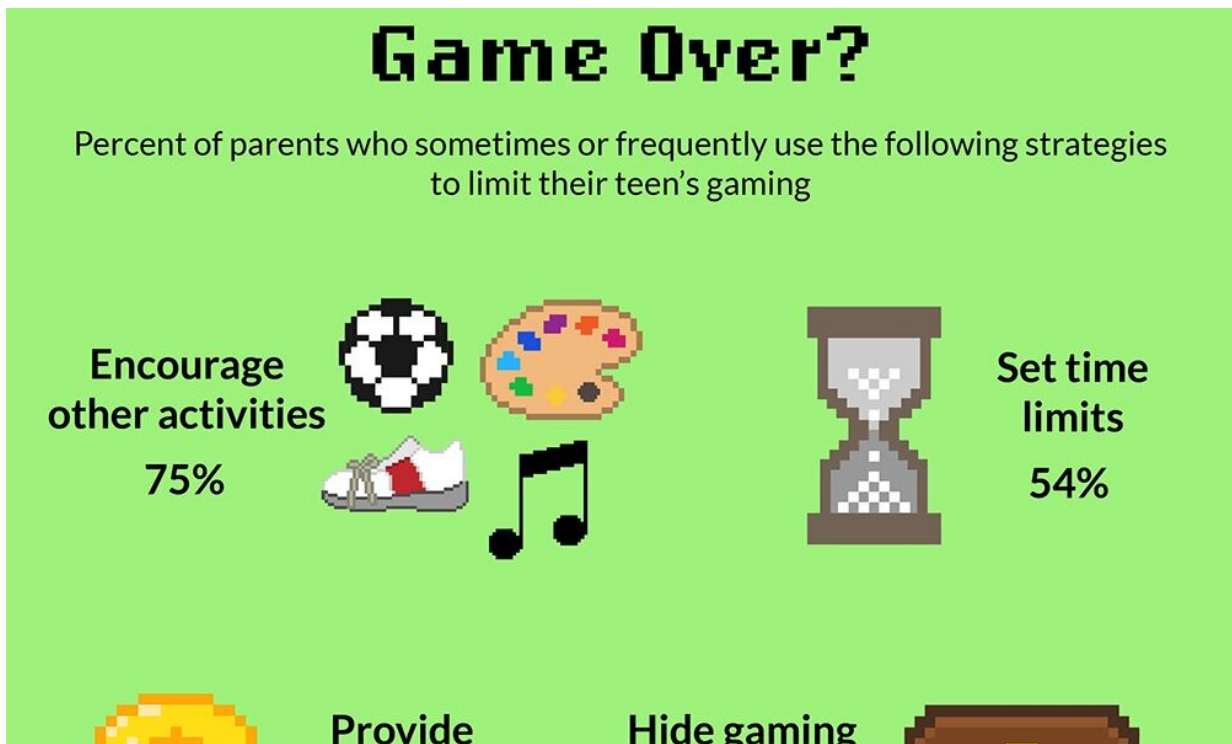 Game Over?
Percent of parents who sometimes or frequently use the following strategies
to limit their teen’s gaming
Encourage
other activities
75%
Set time
limits
54%
Provide
Hide gaming